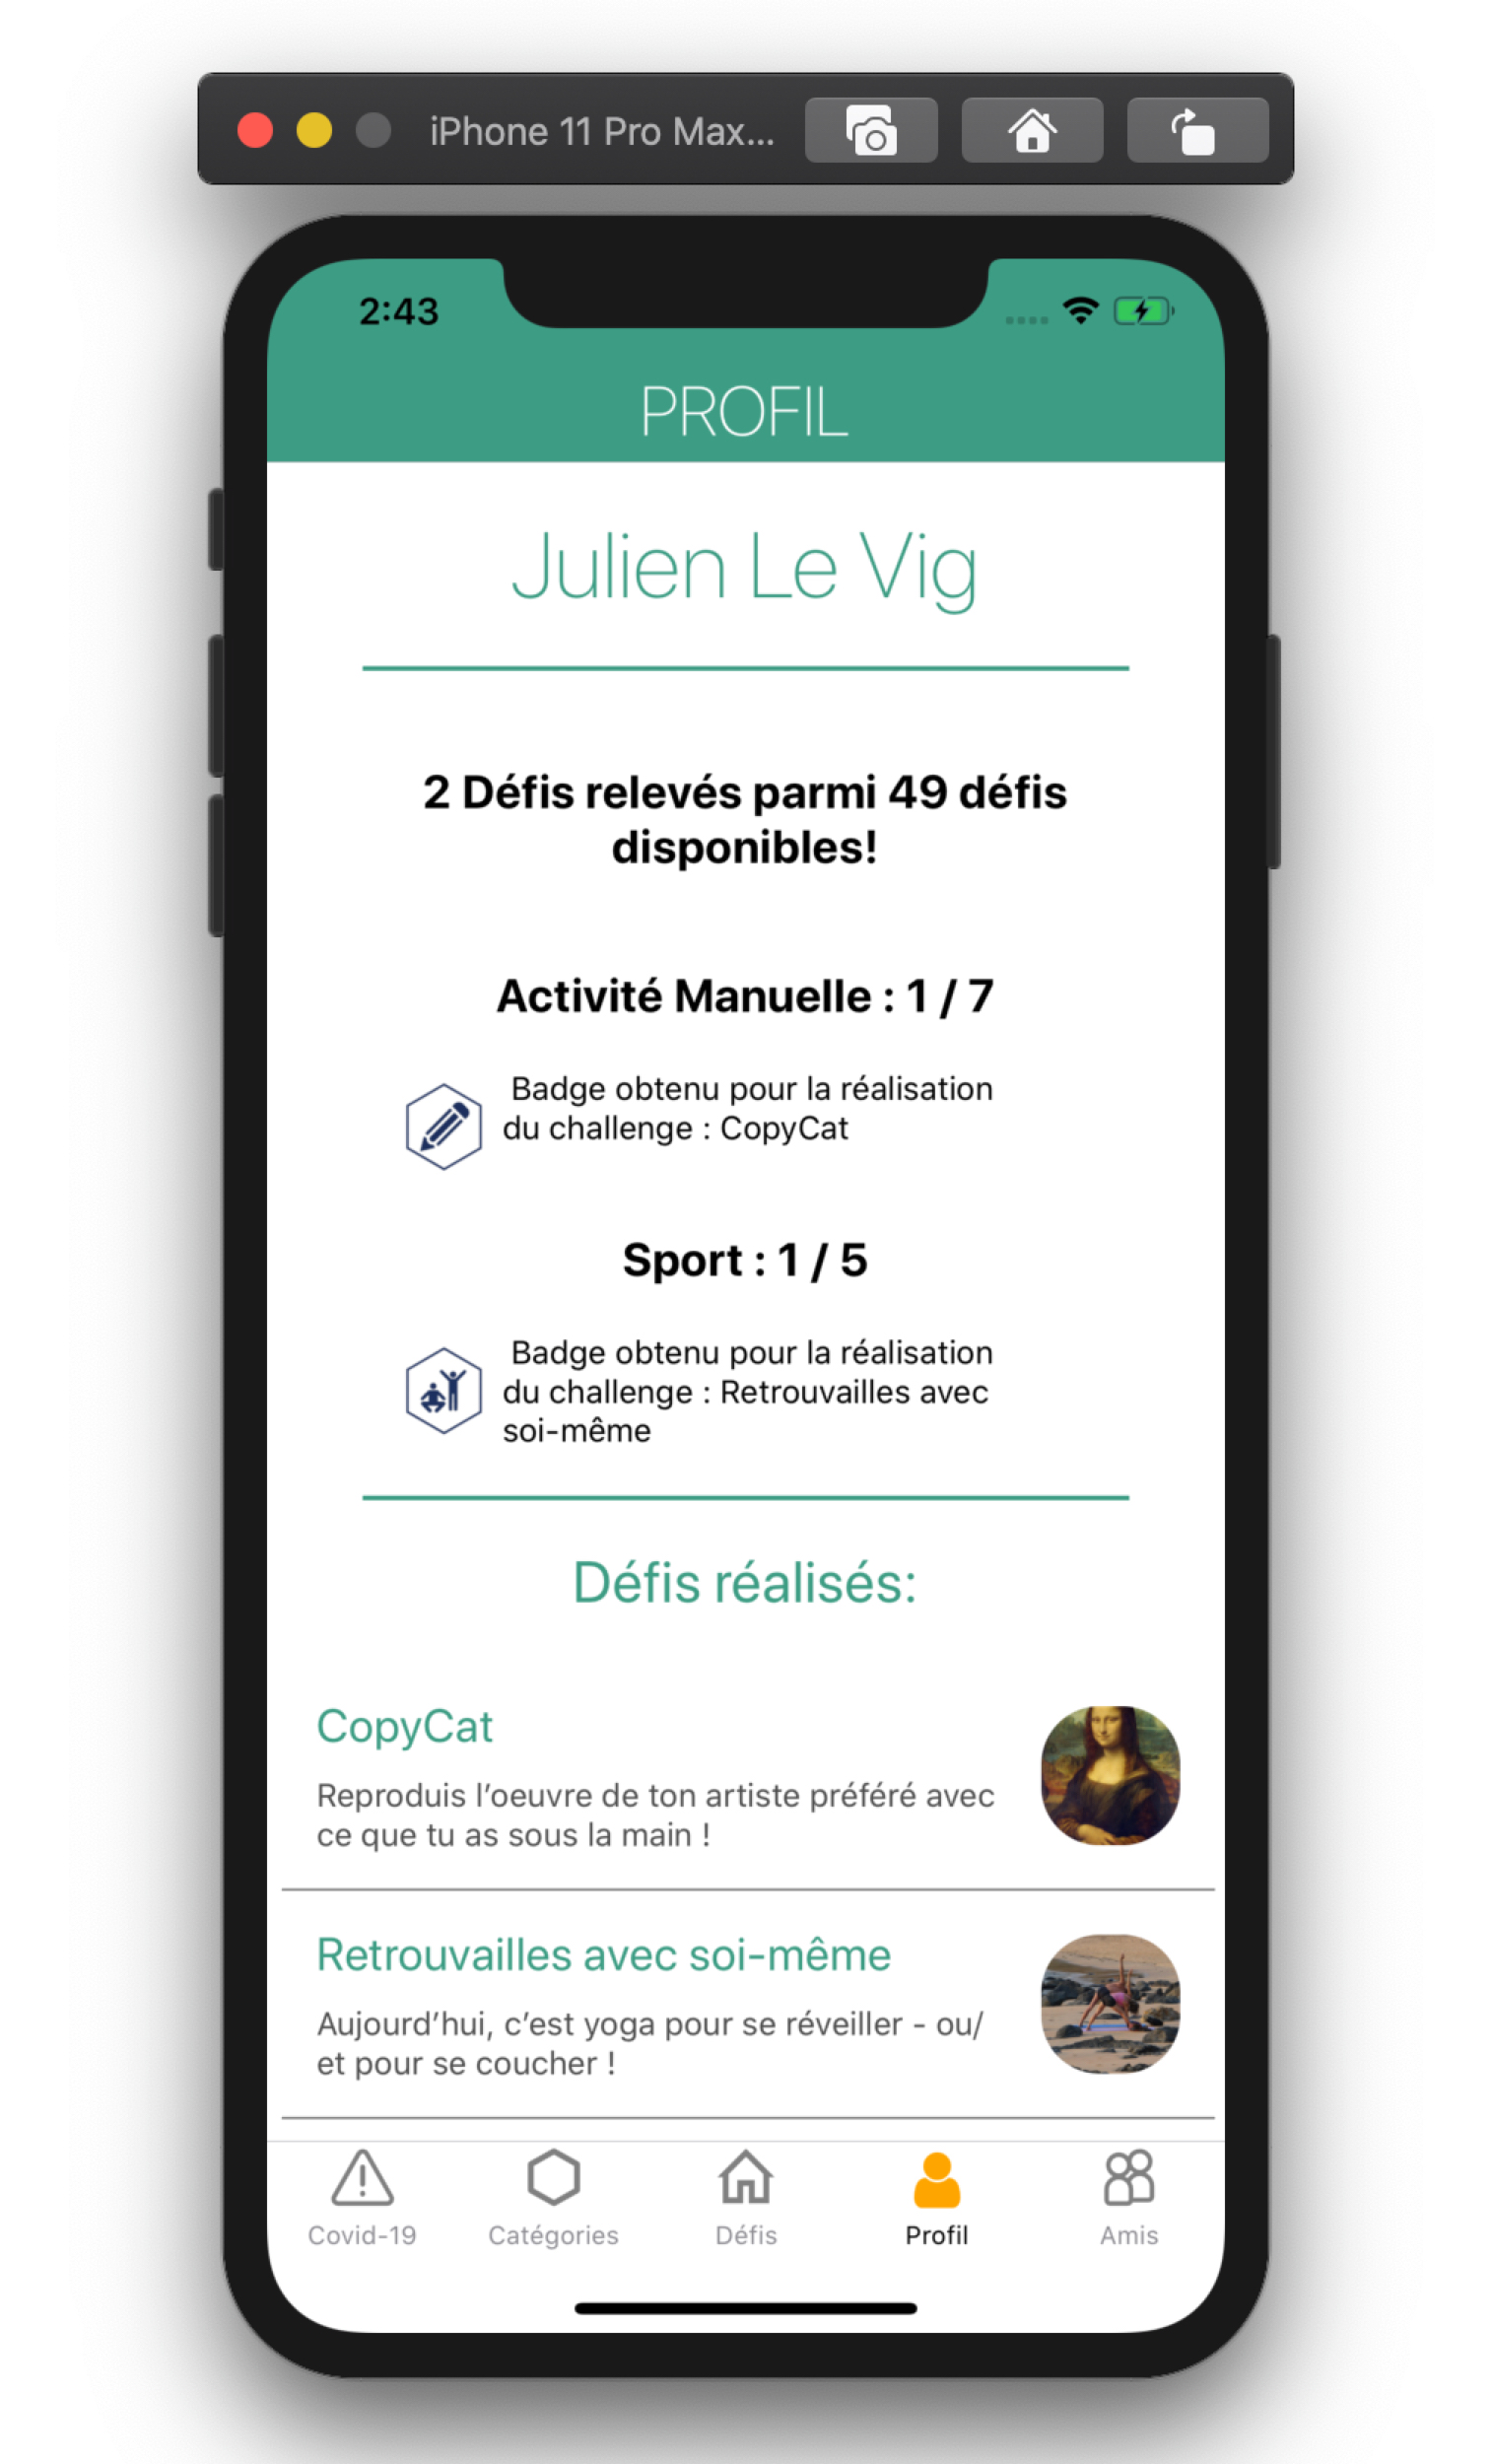 iPhone 11 Pro Max...
2:43
PROFIL
Julien Le Vig
2 Défis relevés parmi 49 défis
disponibles!
Activité Manuelle : 1 / 7
Badge obtenu pour la réalisation
du challenge : CopyCat
Sport : 1 / 5
Badge obtenu pour la réalisation
du challenge : Retrouvailles avec
soi-même
Défis réalisés:
CopyCat
Reproduis l’oeuvre de ton artiste préféré avec
ce que tu as sous la main !
Retrouvailles avec soi-même
Aujourd’hui, c’est yoga pour se réveiller - ou/
et pour se coucher !
Covid-19
Catégories
Défis
Profil
Amis